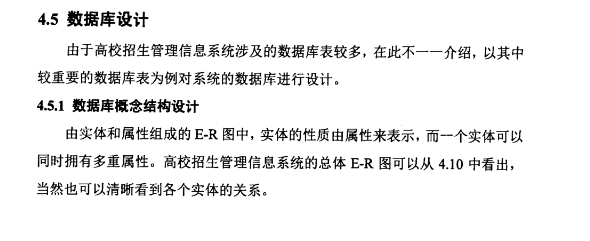 4.5 数据库设计
由于高校招生管理信息系统涉及的数据库表较多，在此不一一介绍，以其中
较重要的数据库表为例对系统的数据库进行设计。
4.5.1 数据库概念结构设计
由实体和属性组成的 E-R 图中，实体的性质由属性来表示，而一个实体可以
同时拥有多重属性。高校招生管理信息系统的总体 E-R 图可以从 4.10 中看出，
当然也可以清晰看到各个实体的关系。